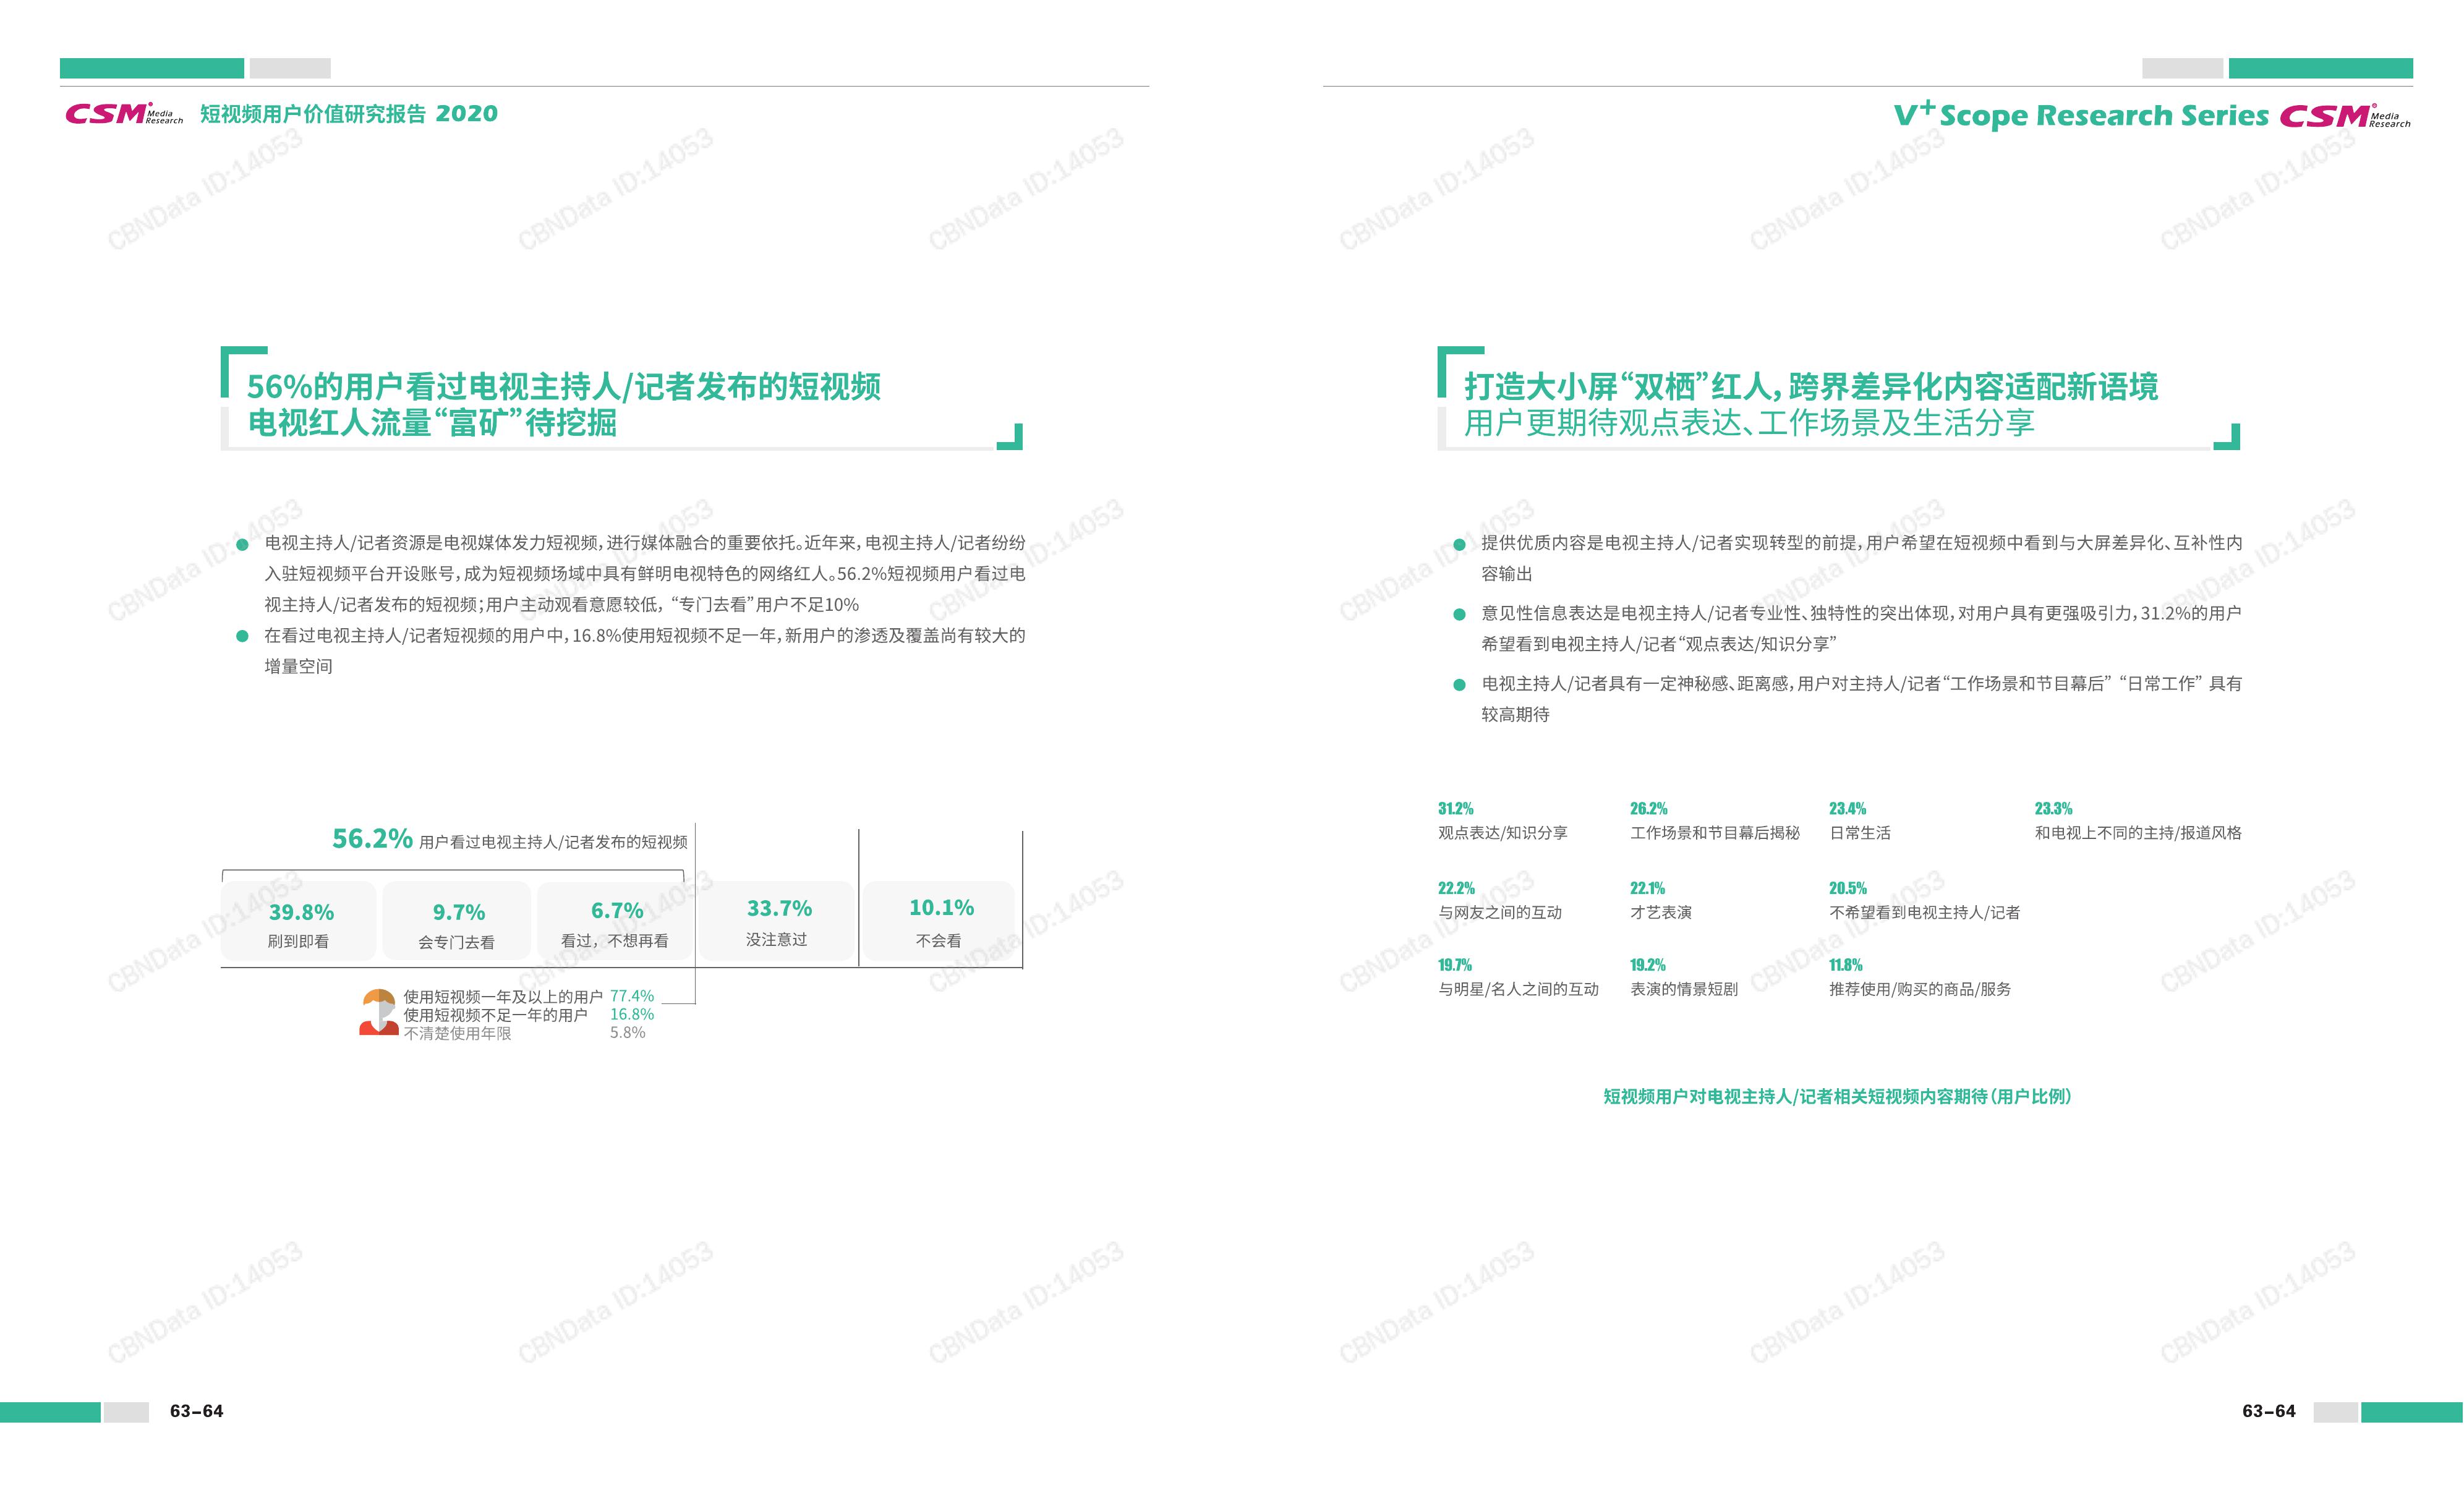 CSM Media Research 短视频用户价值研究报告 2020
56%的用户看过电视主持人/记者发布的短视频
电视红人流量“富矿”待挖掘
电视主持人/记者资源是电视媒体发力短视频，进行媒体融合的重要依托。近年来，电视主持人/记者纷纷
入驻短视频平台开设账号，成为短视频场域中具有鲜明电视特色的网络红人。56.2%短视频用户看过电
视主持人/记者发布的短视频；用户主动观看意愿较低，“专门去看”用户不足10%
在看过电视主持人/记者短视频的用户中，16.8%使用短视频不足一年，新用户的渗透及覆盖尚有较大的
增量空间
56.2% 用户看过电视主持人/记者发布的短视频
39.8% 9.7% 6.7% 33.7% 10.1%
刷到即看 会专门去看 看过，不想再看 没注意过 不会看
使用短视频一年及以上的用户 77.4%
使用短视频不足一年的用户 16.8%
不清楚使用年限 5.8%
63-64
V+Scope Research Series CSM Media Research
打造大小屏“双栖”红人，跨界差异化内容适配新语境
用户更期待观点表达、工作场景及生活分享
提供优质内容是电视主持人/记者实现转型的前提，用户希望在短视频中看到与大屏差异化、互补性内
容输出
意见性信息表达是电视主持人/记者专业性、独特性的突出体现，对用户具有更强吸引力，31.2%的用户
希望看到电视主持人/记者“观点表达/知识分享”
电视主持人/记者具有一定神秘感、距离感，用户对主持人/记者“工作场景和节目幕后”“日常工作”具有
较高期待
31.2% 26.2% 23.4% 23.3%
观点表达/知识分享 工作场景和节目幕后揭秘 日常生活 和电视上不同的主持/报道风格
22.2% 22.1% 20.5%
与网友之间的互动 才艺表演 不希望看到电视主持人/记者
19.7% 19.2% 11.8%
与明星/名人之间的互动 表演的情景短剧 推荐使用/购买的商品/服务
短视频用户对电视主持人/记者相关短视频内容期待（用户比例）
63-64
CBNData ID:14053